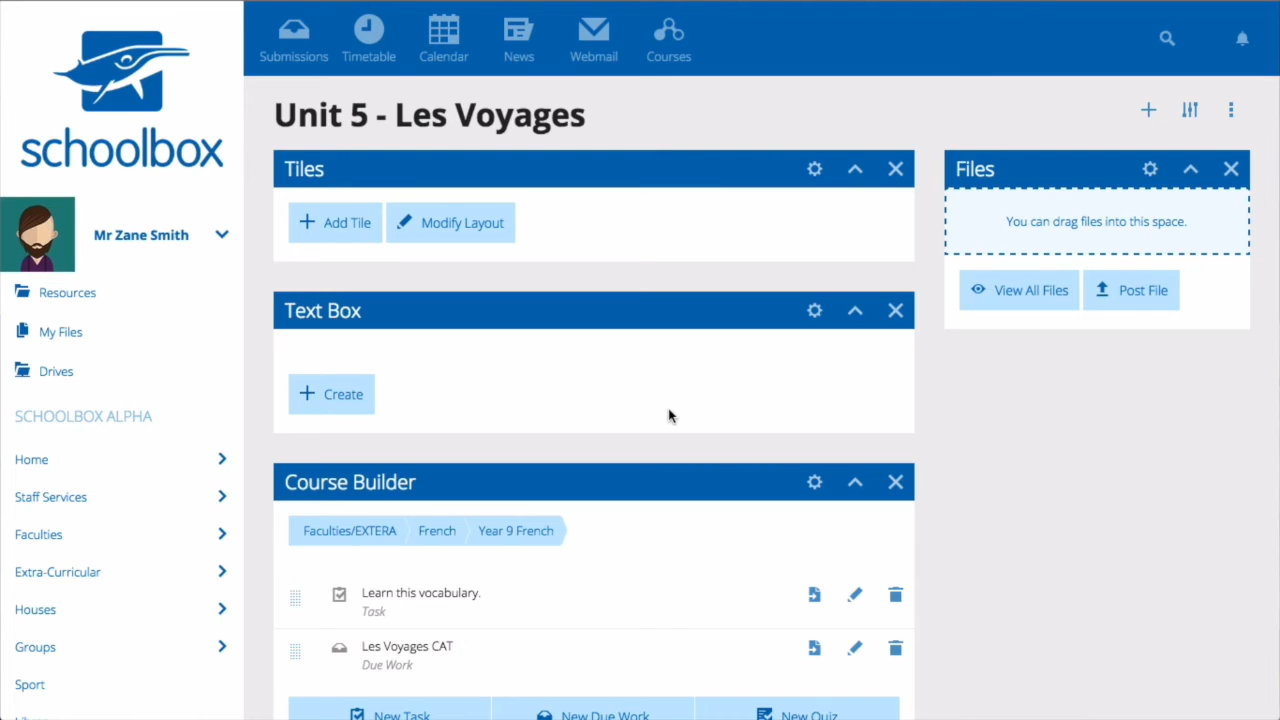 schoolbox
Submissions Timetable Calendar News Webmail Courses
Unit 5 - Les Voyages
Mr Zane Smith
Resources
My Files
Drives
SCHOOLBOX ALPHA
Home
Staff Services
Faculties
Extra-Curricular
Houses
Groups
Sport
Tiles
Add Tile Modify Layout
Text Box
Create
Course Builder
Faculties/EXTERA French Year 9 French
Learn this vocabulary.
Task
Les Voyages CAT
Due Work
New Task New Due Work New Quiz
Files
You can drag files into this space.
View All Files Post File